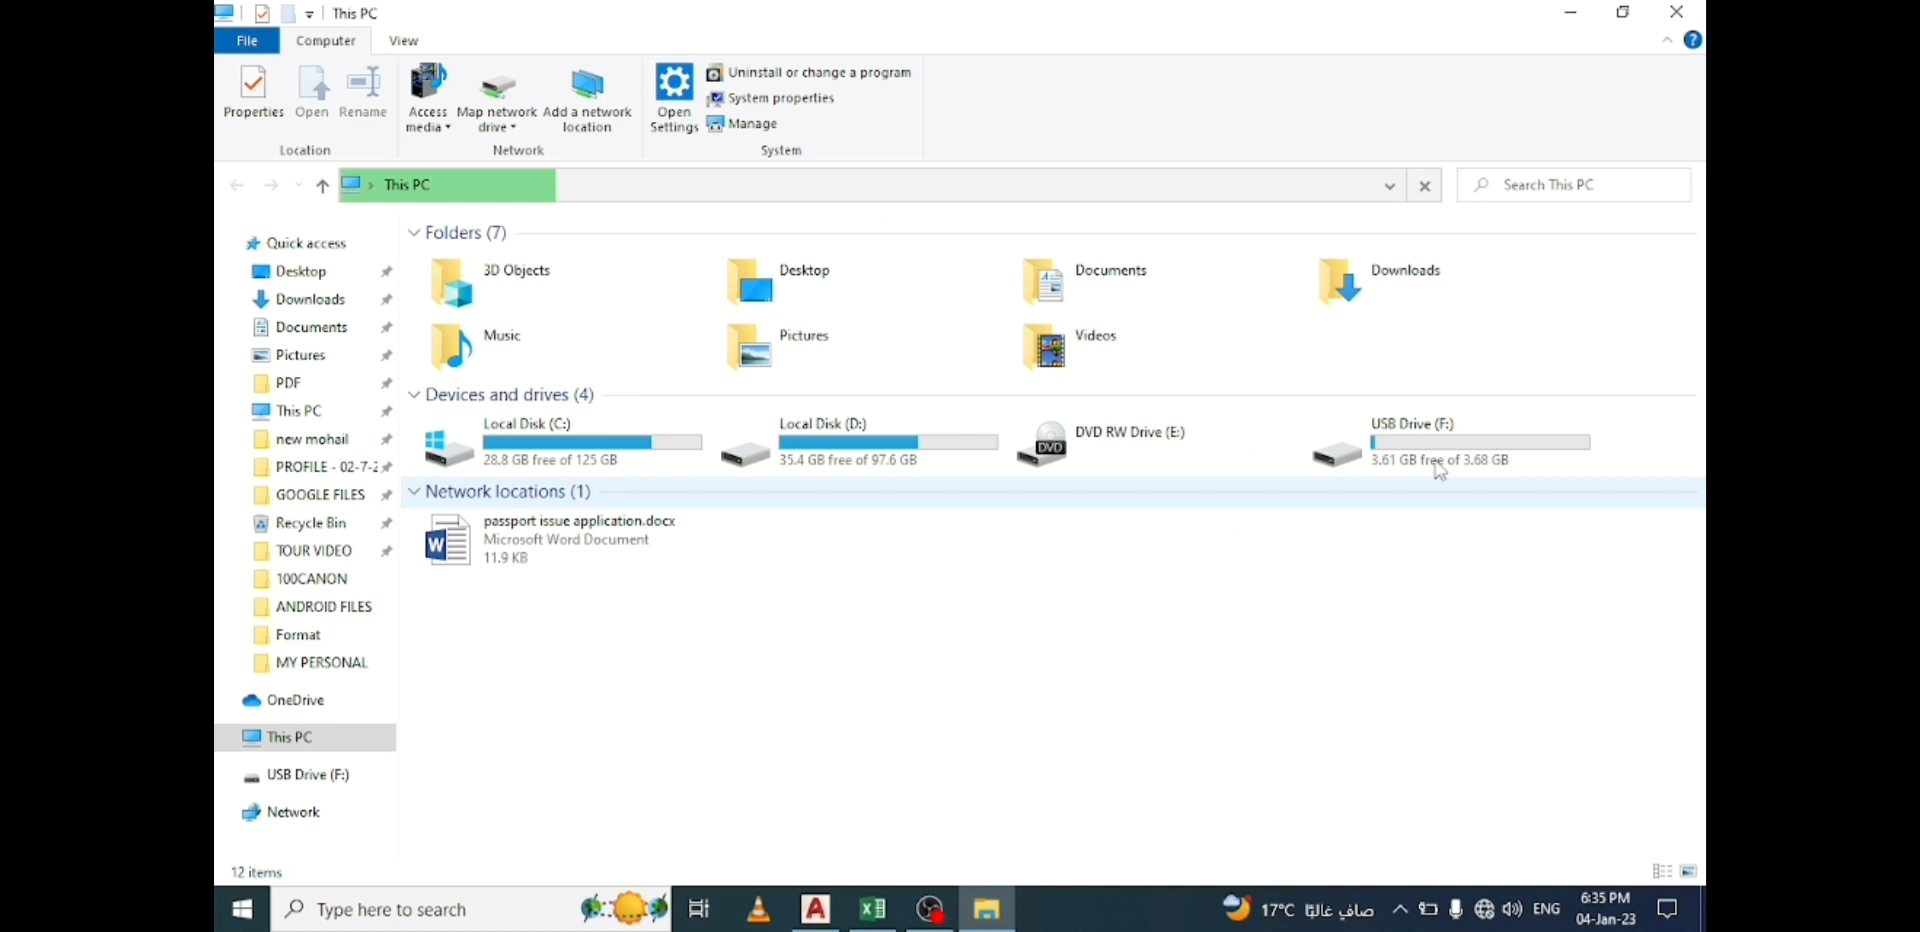 This PC
File Computer View
Properties Open Rename
Access media Map network drive Add a network location
Open Settings
Uninstall or change a program
System properties
Manage
Location Network System
This PC
Search This PC
Quick access
Desktop
Downloads
Documents
Pictures
PDF
This PC
new mohail
PROFILE - 02-7-2
GOOGLE FILES
Recycle Bin
TOUR VIDEO
100CANON
ANDROID FILES
Format
MY PERSONAL
OneDrive
This PC
USB Drive (F:)
Network
Folders (7)
3D Objects Desktop Documents Downloads
Music Pictures Videos
Devices and drives (4)
Local Disk (C:)
28.8 GB free of 125 GB
Local Disk (D:)
35.4 GB free of 97.6 GB
DVD RW Drive (E:)
DVD
USB Drive (F:)
3.61 GB free of 3.68 GB
Network locations (1)
passport issue application.docx
Microsoft Word Document
11.9 KB
12 items
Type here to search
17°C صافي غالبًا
ENG
6:35 PM
04-Jan-23